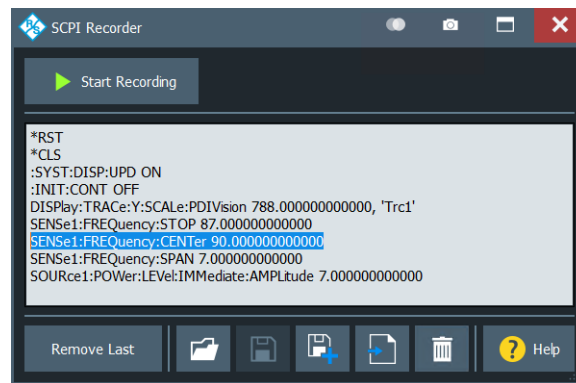 R S
SCPI Recorder
Start Recording
*RST
*CLS
:SYST:DISP:UPD ON
:INIT:CONT OFF
DISPlay:TRACe:Y:SCALe:PDIVision 788.000000000000, 'Trc1'
SENSe1:FREQuency:STOP 87.000000000000
SENSe1:FREQuency:CENTer 90.000000000000
SENSe1:FREQuency:SPAN 7.000000000000
SOURce1:POWer:LEVel:IMMediate:AMPLitude 7.000000000000
Remove Last
? Help